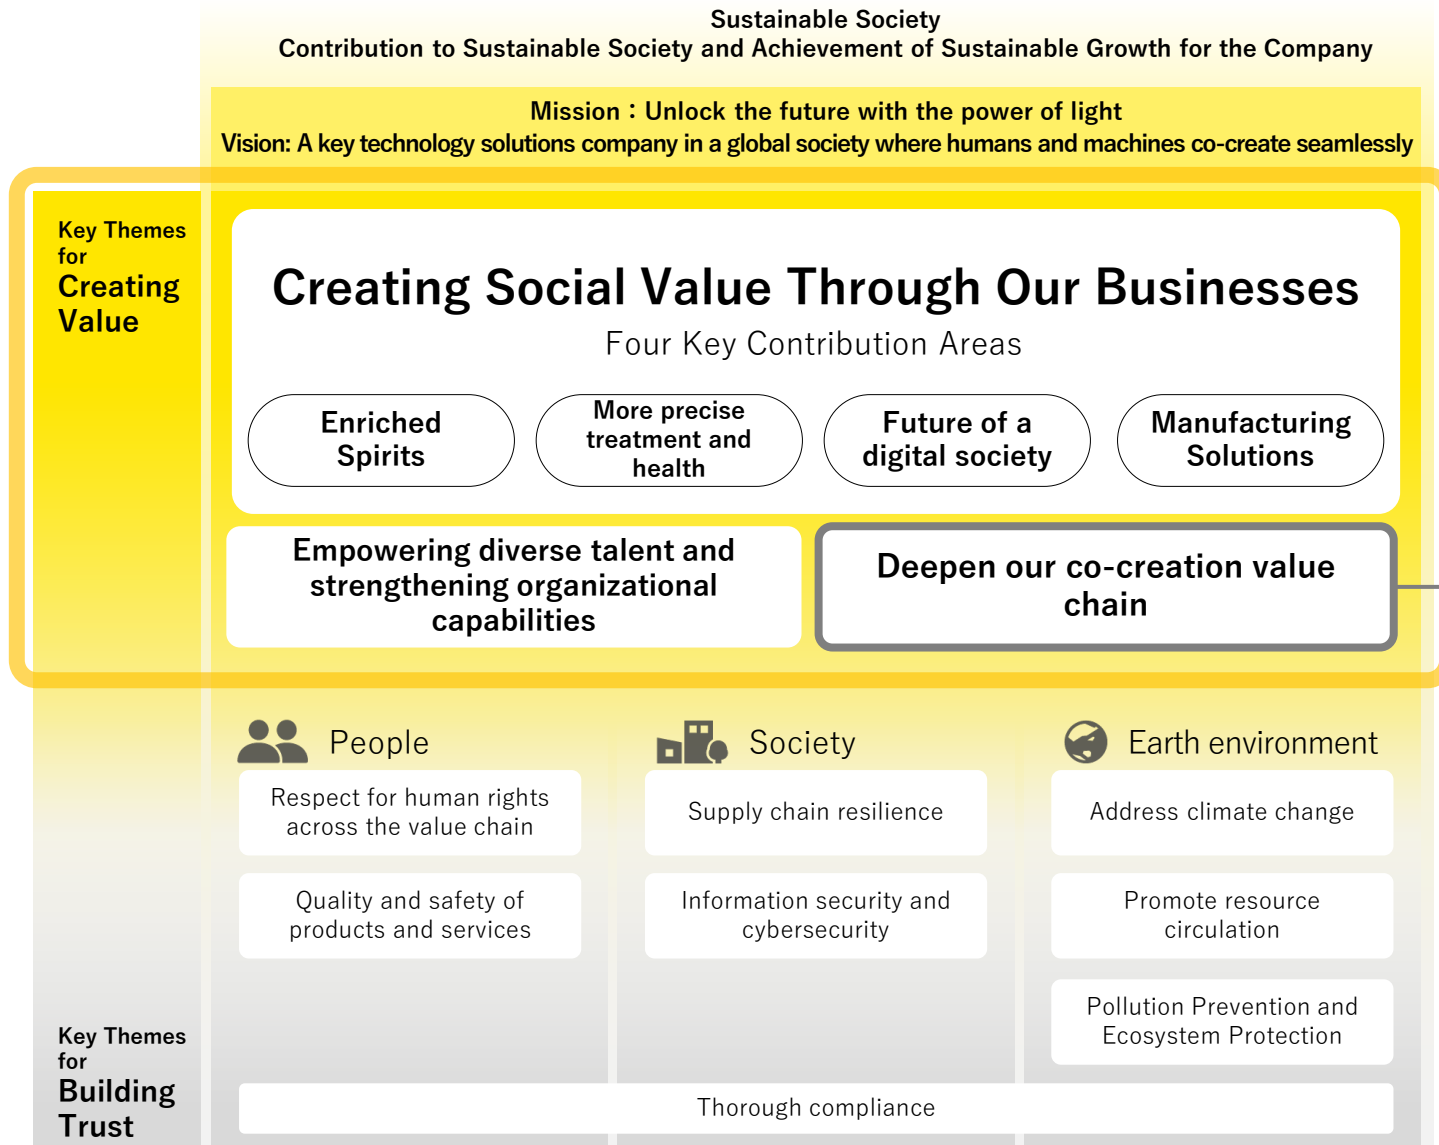 Sustainable Society
Contribution to Sustainable Society and Achievement of Sustainable Growth for the Company
Mission：Unlock the future with the power of light
Vision: A key technology solutions company in a global society where humans and machines co-create seamlessly
Key Themes
for
Creating
Value
Creating Social Value Through Our Businesses
Four Key Contribution Areas
Enriched
Spirits
More precise
treatment and
health
Future of a
digital society
Manufacturing
Solutions
Empowering diverse talent and
strengthening organizational
capabilities
Deepen our co-creation value
chain
People
Respect for human rights
across the value chain
Quality and safety of
products and services
Society
Supply chain resilience
Information security and
cybersecurity
Earth environment
Address climate change
Promote resource
circulation
Pollution Prevention and
Ecosystem Protection
Key Themes
for
Building
Trust
Thorough compliance